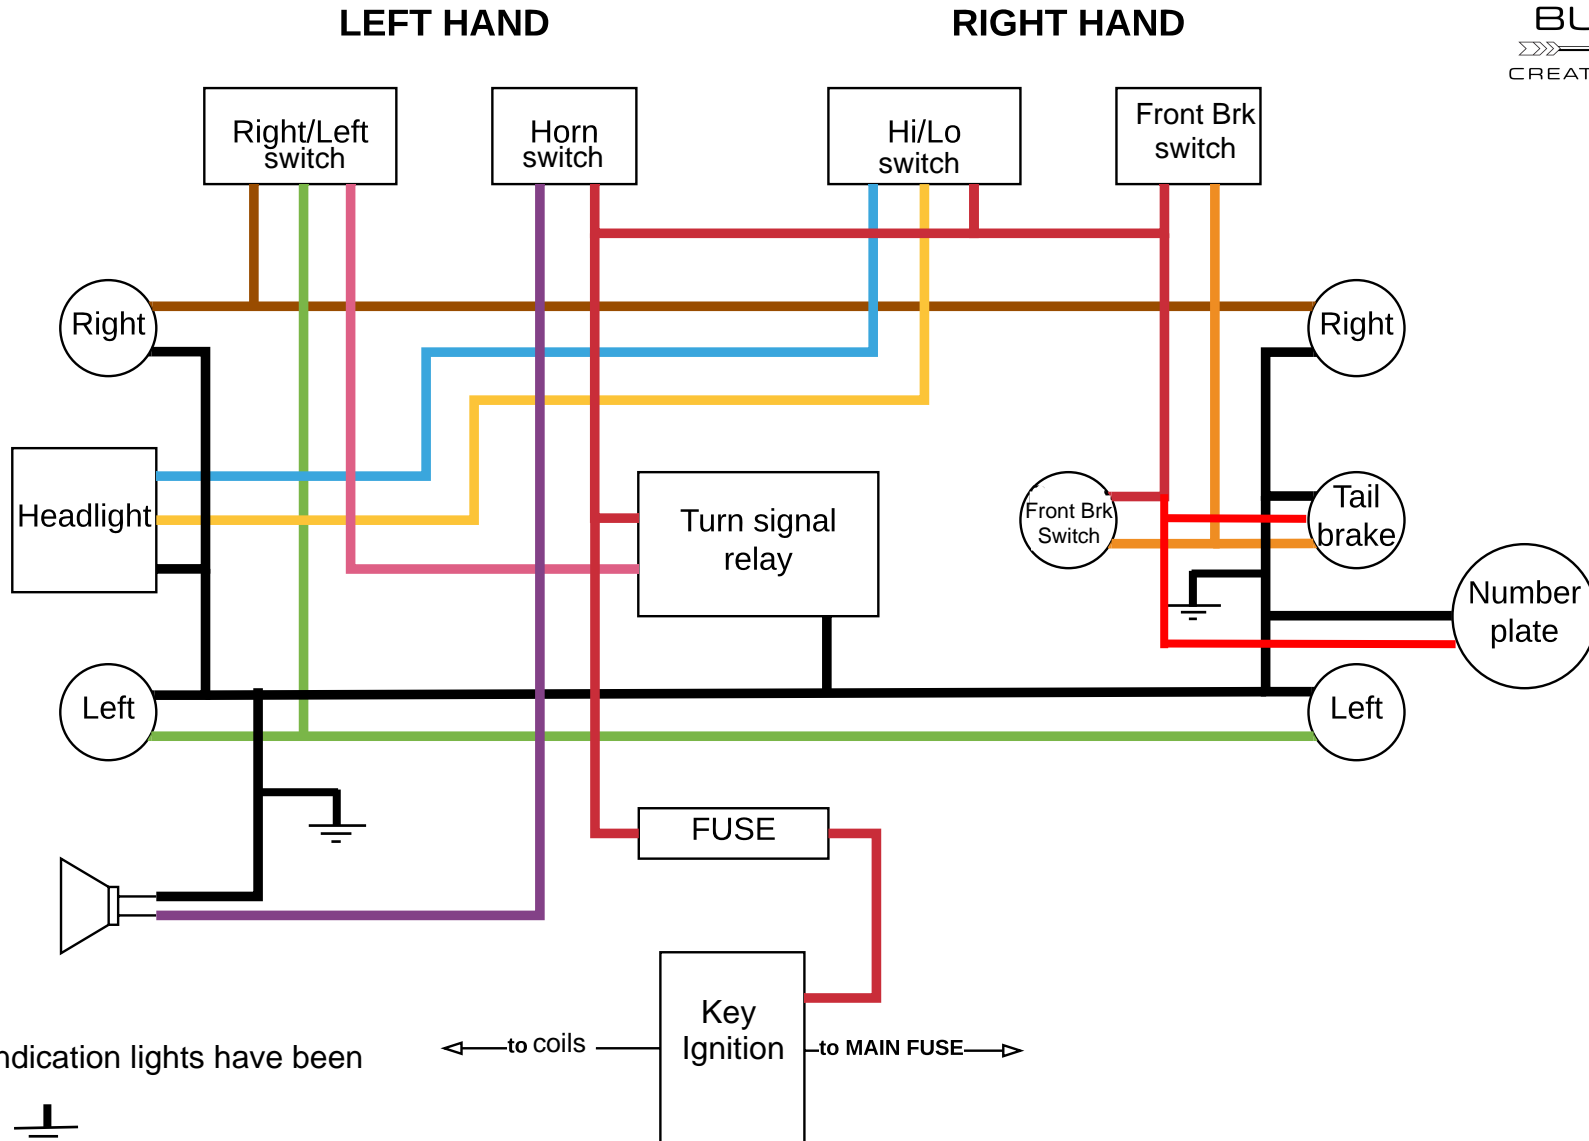 LEFT HAND
RIGHT HAND
BU
CREAT
Right/Left
switch
Horn
switch
Hi/Lo
switch
Front Brk
switch
Right
Right
Headlight
Turn signal
relay
Front Brk
Switch
Tail
brake
Number
plate
Left
Left
FUSE
Key
Ignition
to coils
to MAIN FUSE
ndication lights have been